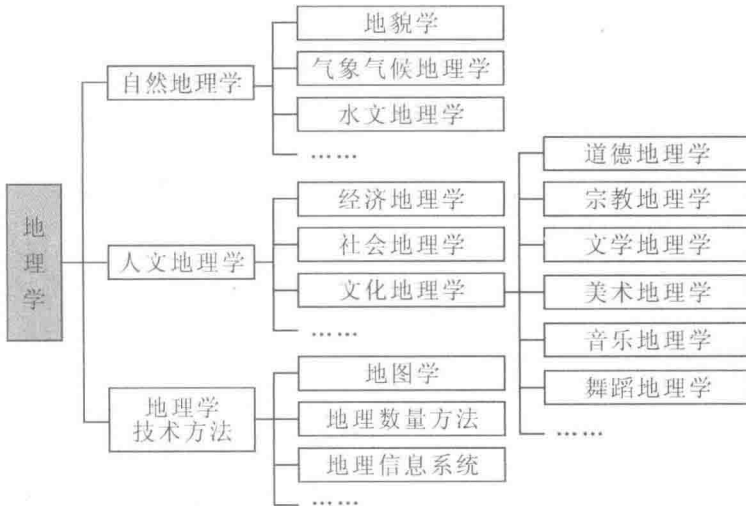 地理学
自然地理学
地貌学
气象气候地理学
水文地理学
……
人文地理学
经济地理学
社会地理学
文化地理学
……
道德地理学
宗教地理学
文学地理学
美术地理学
音乐地理学
舞蹈地理学
……
地理学
技术方法
地图学
地理数量方法
地理信息系统
……